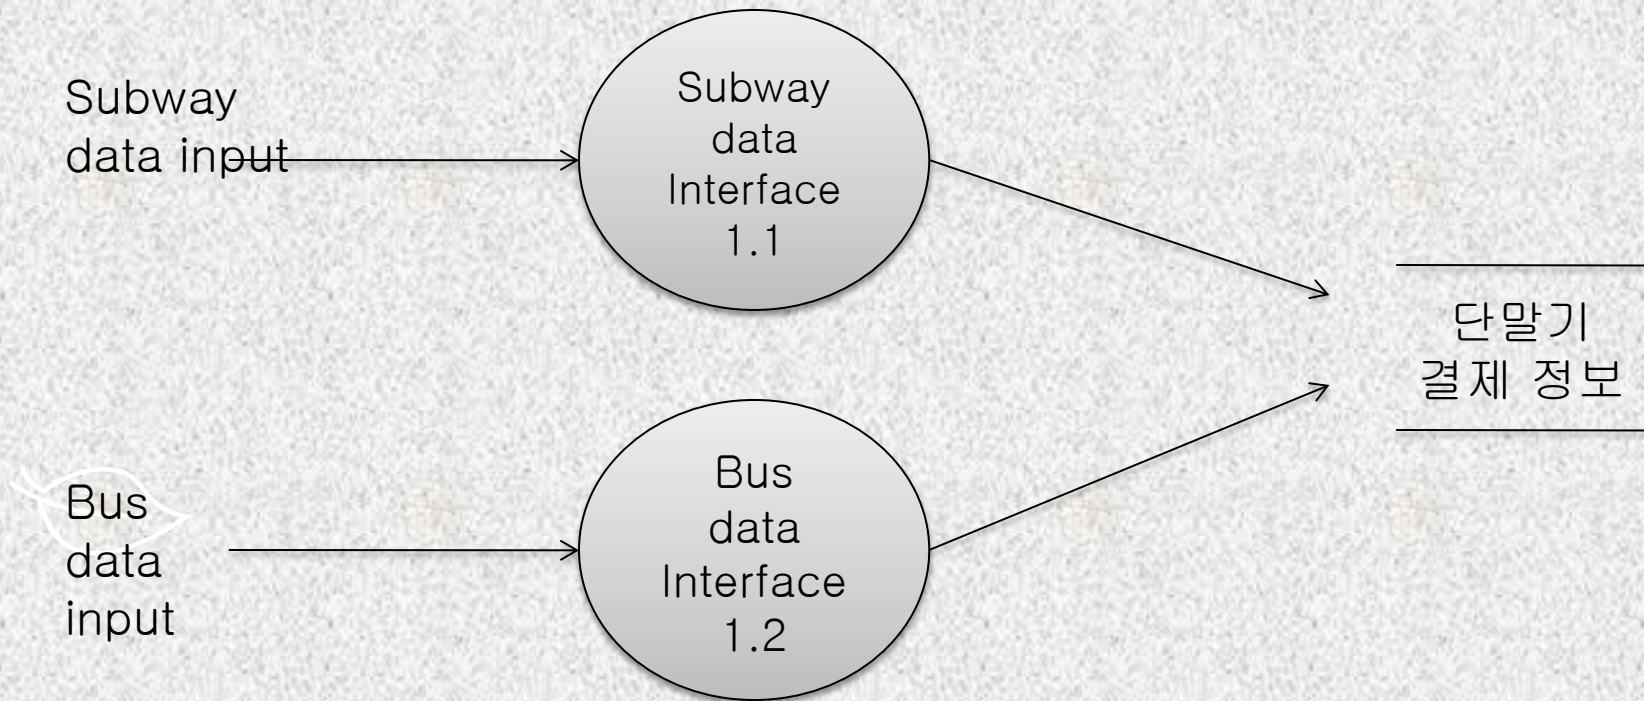 Subway
data input
Subway
data
Interface
1.1
단말기
결제 정보
Bus
data
input
Bus
data
Interface
1.2